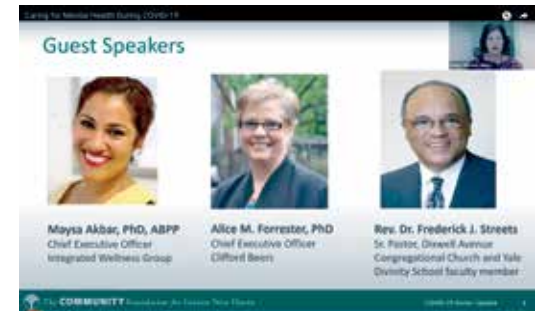 Caring for Mental Health During COVID-19
Guest Speakers
Maysa Akbar, PhD, ABPP
Chief Executive Officer
Integrated Wellness Group
Alice M. Forrester, PhD
Chief Executive Officer
Clifford Beers
Rev. Dr. Frederick J. Streets
Sr. Pastor, Dixwell Avenue
Congregational Church and Yale
Divinity School faculty member
The COMMUNITY Foundation for Greater New Haven
COVID-19